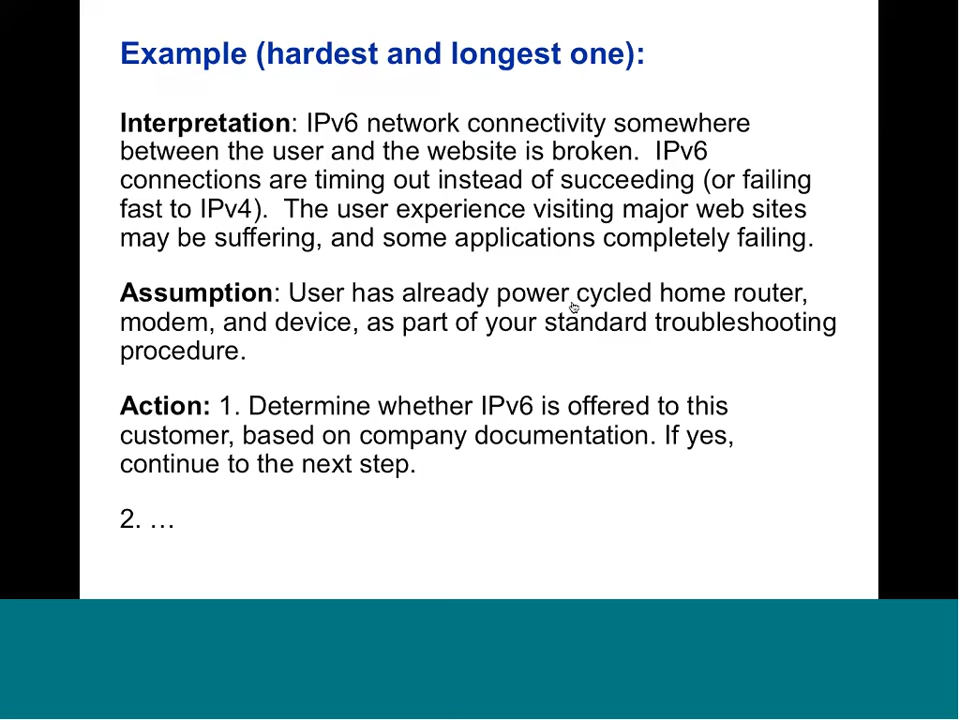 Example (hardest and longest one):
Interpretation: IPv6 network connectivity somewhere
between the user and the website is broken.  IPv6
connections are timing out instead of succeeding (or failing
fast to IPv4).  The user experience visiting major web sites
may be suffering, and some applications completely failing.
Assumption: User has already power cycled home router,
modem, and device, as part of your standard troubleshooting
procedure.
Action: 1. Determine whether IPv6 is offered to this
customer, based on company documentation. If yes,
continue to the next step.
2. …